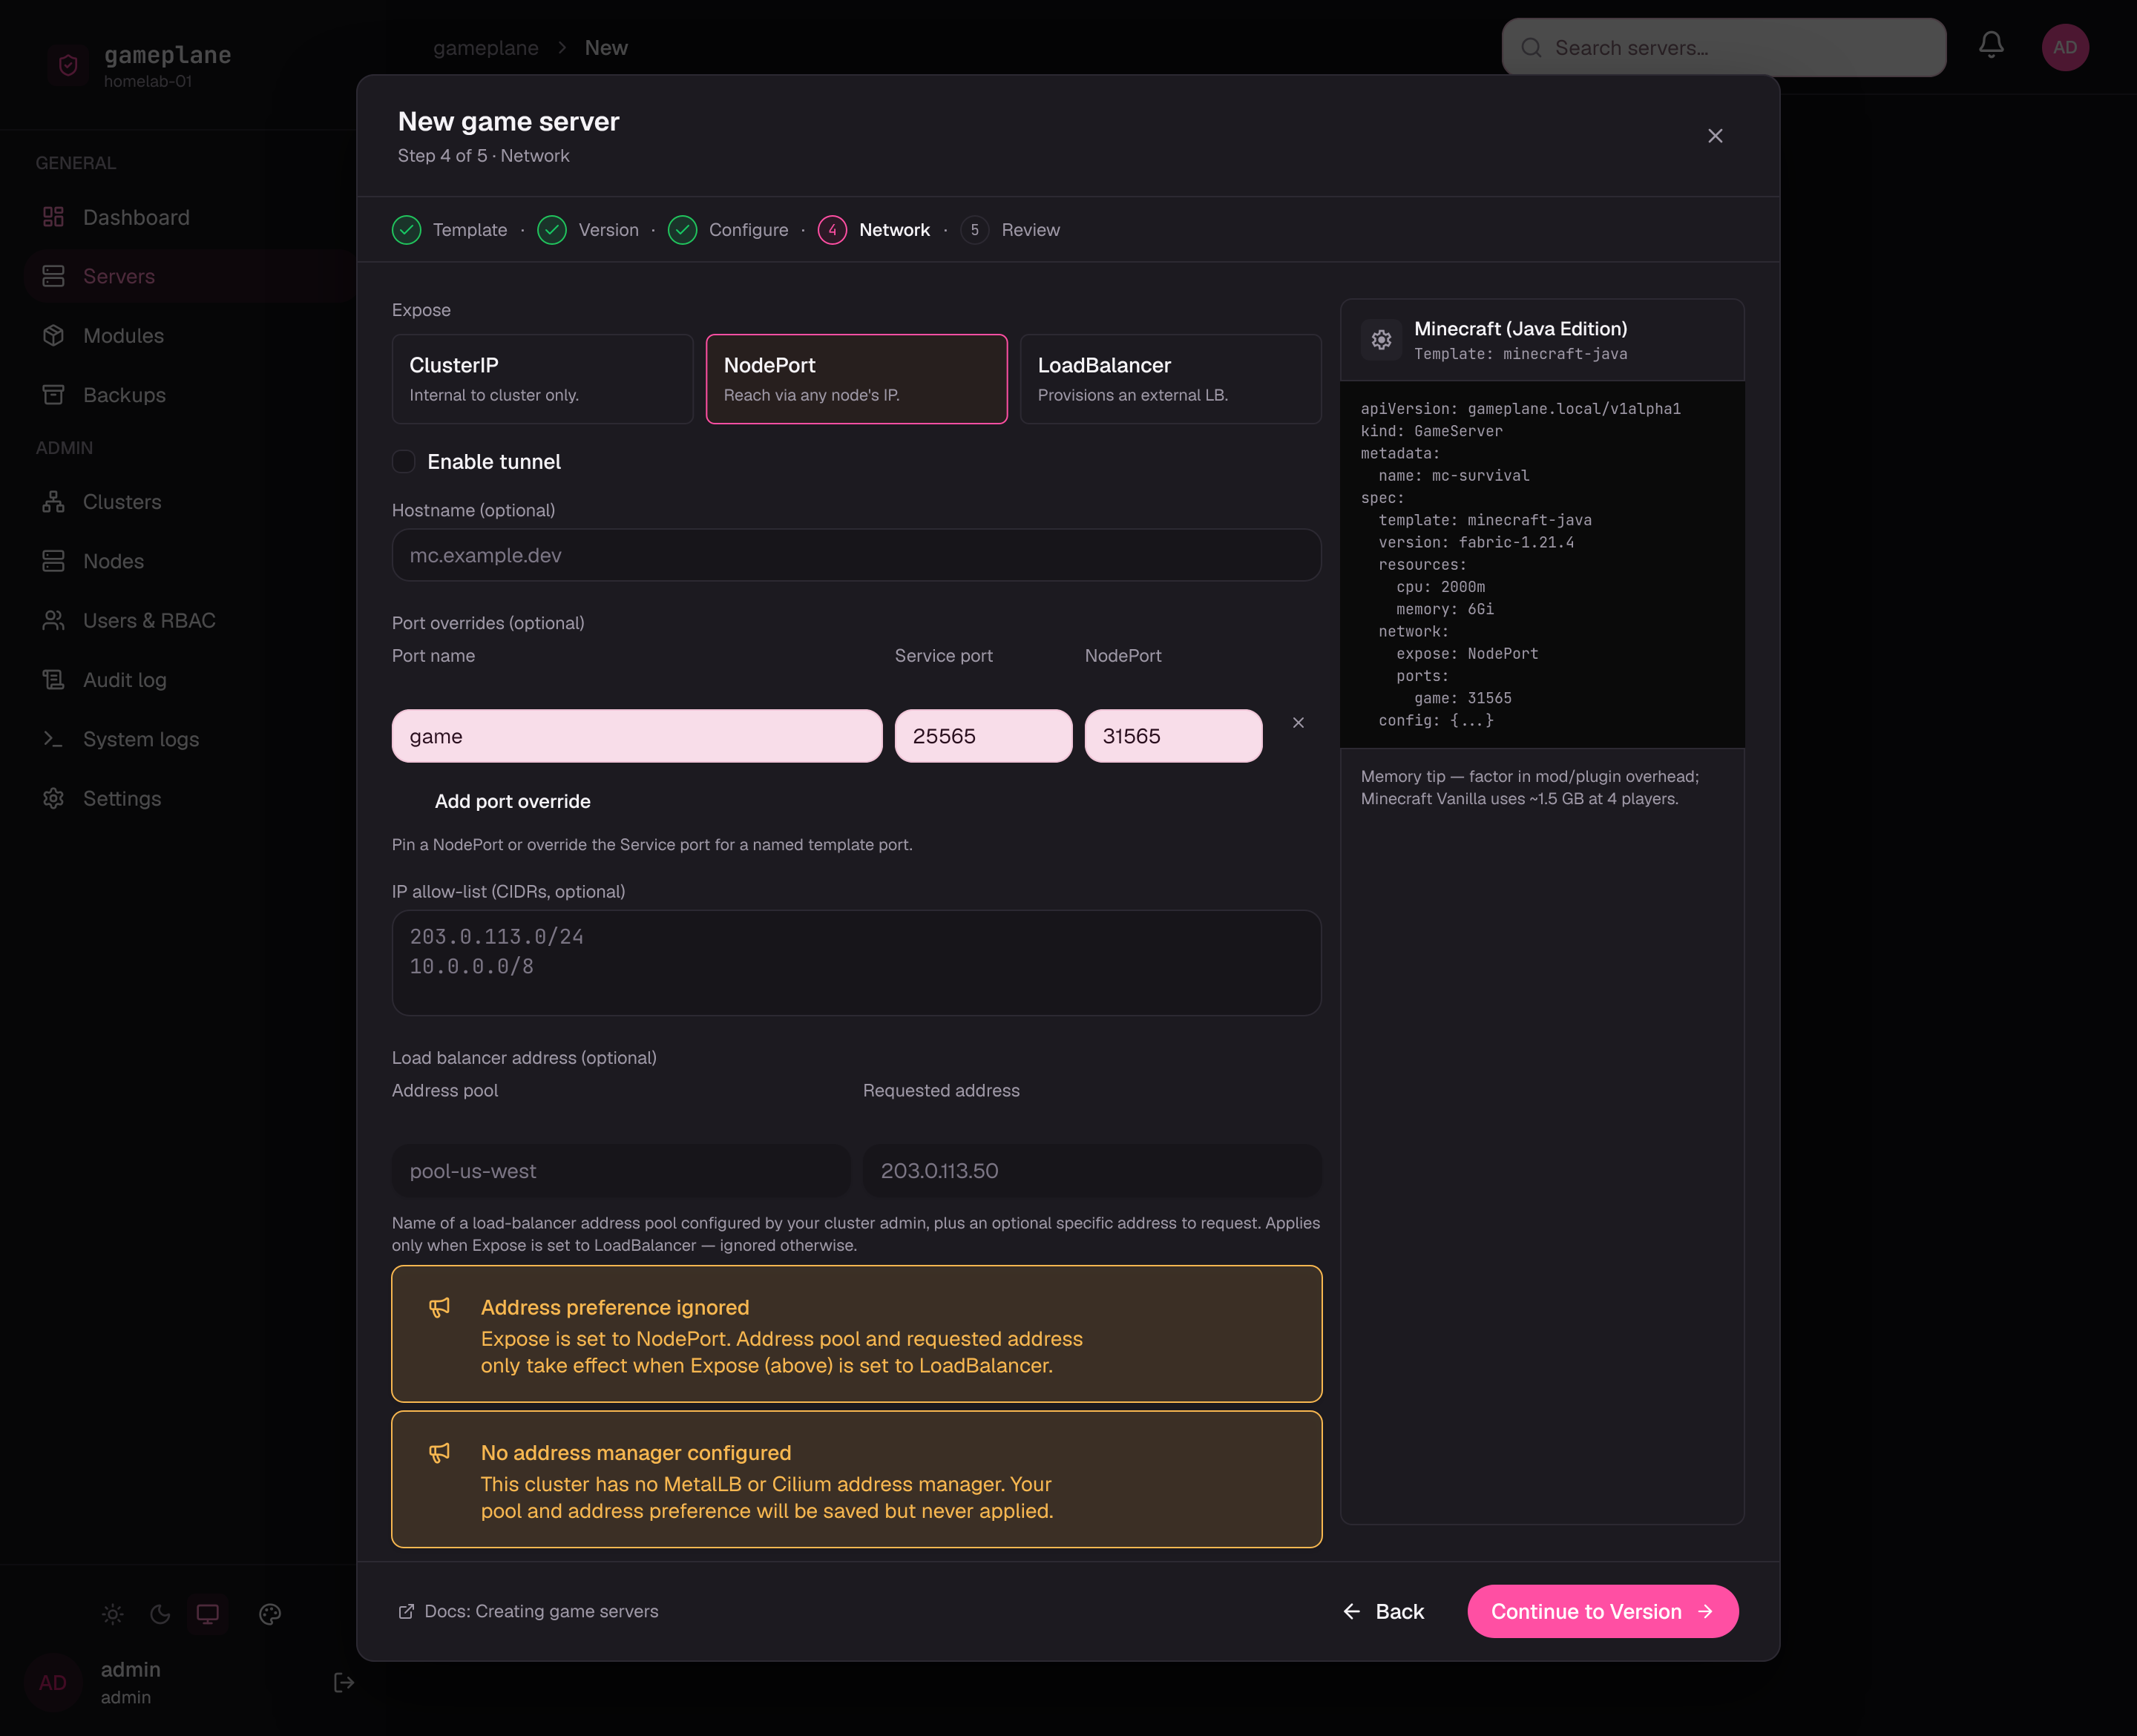 gameplane
homelab-01
gameplane > New
Search servers...
AD
GENERAL
Dashboard
Servers
Modules
Backups
ADMIN
Clusters
Nodes
Users & RBAC
Audit log
System logs
Settings
AD
admin
admin
New game server
Step 4 of 5 · Network
Template · Version · Configure · 4 Network · 5 Review
Expose
ClusterIP
Internal to cluster only.
NodePort
Reach via any node's IP.
LoadBalancer
Provisions an external LB.
Enable tunnel
Hostname (optional)
mc.example.dev
Port overrides (optional)
Port name Service port NodePort
game 25565 31565
Add port override
Pin a NodePort or override the Service port for a named template port.
IP allow-list (CIDRs, optional)
203.0.113.0/24
10.0.0.0/8
Load balancer address (optional)
Address pool Requested address
pool-us-west 203.0.113.50
Name of a load-balancer address pool configured by your cluster admin, plus an optional specific address to request. Applies
only when Expose is set to LoadBalancer — ignored otherwise.
Address preference ignored
Expose is set to NodePort. Address pool and requested address
only take effect when Expose (above) is set to LoadBalancer.
No address manager configured
This cluster has no MetalLB or Cilium address manager. Your
pool and address preference will be saved but never applied.
Minecraft (Java Edition)
Template: minecraft-java
apiVersion: gameplane.local/v1alpha1
kind: GameServer
metadata:
  name: mc-survival
spec:
  template: minecraft-java
  version: fabric-1.21.4
  resources:
    cpu: 2000m
    memory: 6Gi
  network:
    expose: NodePort
    ports:
      game: 31565
  config: {...}
Memory tip — factor in mod/plugin overhead;
Minecraft Vanilla uses ~1.5 GB at 4 players.
Docs: Creating game servers
Back
Continue to Version